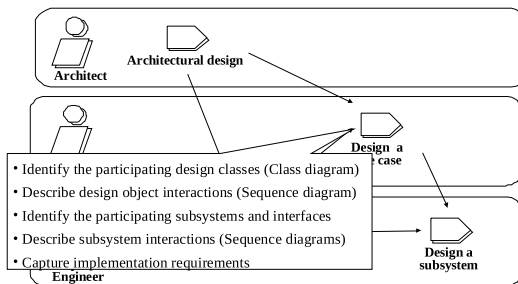 Architect
Architectural design
Design a
e case
• Identify the participating design classes (Class diagram)
• Describe design object interactions (Sequence diagram)
• Identify the participating subsystems and interfaces
• Describe subsystem interactions (Sequence diagrams)
• Capture implementation requirements
Design a
subsystem
Engineer